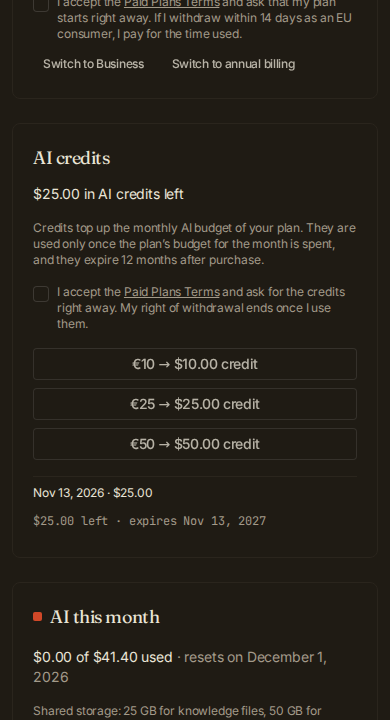 I accept the Paid Plans Terms and ask that my plan
starts right away. If I withdraw within 14 days as an EU
consumer, I pay for the time used.
Switch to Business Switch to annual billing
AI credits
$25.00 in AI credits left
Credits top up the monthly AI budget of your plan. They are
used only once the plan's budget for the month is spent,
and they expire 12 months after purchase.
I accept the Paid Plans Terms and ask for the credits
right away. My right of withdrawal ends once I use
them.
€10 → $10.00 credit
€25 → $25.00 credit
€50 → $50.00 credit
Nov 13, 2026 · $25.00
$25.00 left · expires Nov 13, 2027
AI this month
$0.00 of $41.40 used · resets on December 1,
2026
Shared storage: 25 GB for knowledge files, 50 GB for